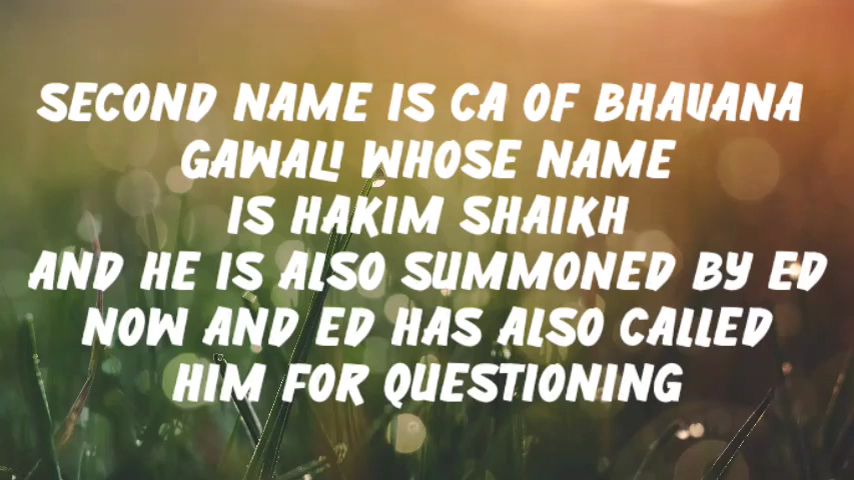 SECOND NAME IS CA OF BHAVANA
GAWALI WHOSE NAME
IS HAKIM SHAIKH
AND HE IS ALSO SUMMONED BY ED
NOW AND ED HAS ALSO CALLED
HIM FOR QUESTIONING